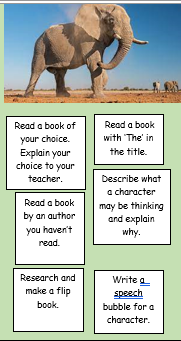 Read a book of
your choice.
Explain your
choice to your
teacher.
Read a book
with 'The' in
the title.
Read a book
by an author
you haven't
read.
Describe what
a character
may be thinking
and explain
why.
Research and
make a flip
book.
Write a
speech
bubble for a
character.